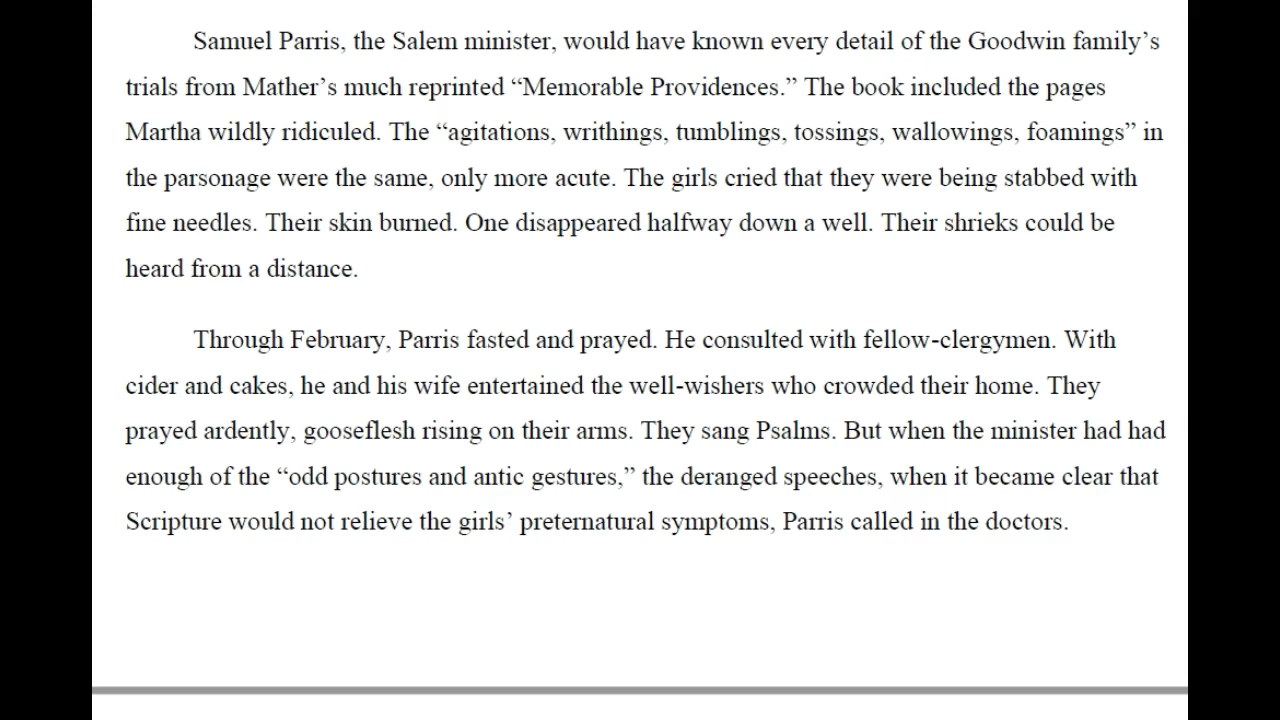 Samuel Parris, the Salem minister, would have known every detail of the Goodwin family’s
trials from Mather’s much reprinted “Memorable Providences.” The book included the pages
Martha wildly ridiculed. The “agitations, writhings, tumblings, tossings, wallowings, foamings” in
the parsonage were the same, only more acute. The girls cried that they were being stabbed with
fine needles. Their skin burned. One disappeared halfway down a well. Their shrieks could be
heard from a distance.
Through February, Parris fasted and prayed. He consulted with fellow-clergymen. With
cider and cakes, he and his wife entertained the well-wishers who crowded their home. They
prayed ardently, gooseflesh rising on their arms. They sang Psalms. But when the minister had had
enough of the “odd postures and antic gestures,” the deranged speeches, when it became clear that
Scripture would not relieve the girls’ preternatural symptoms, Parris called in the doctors.